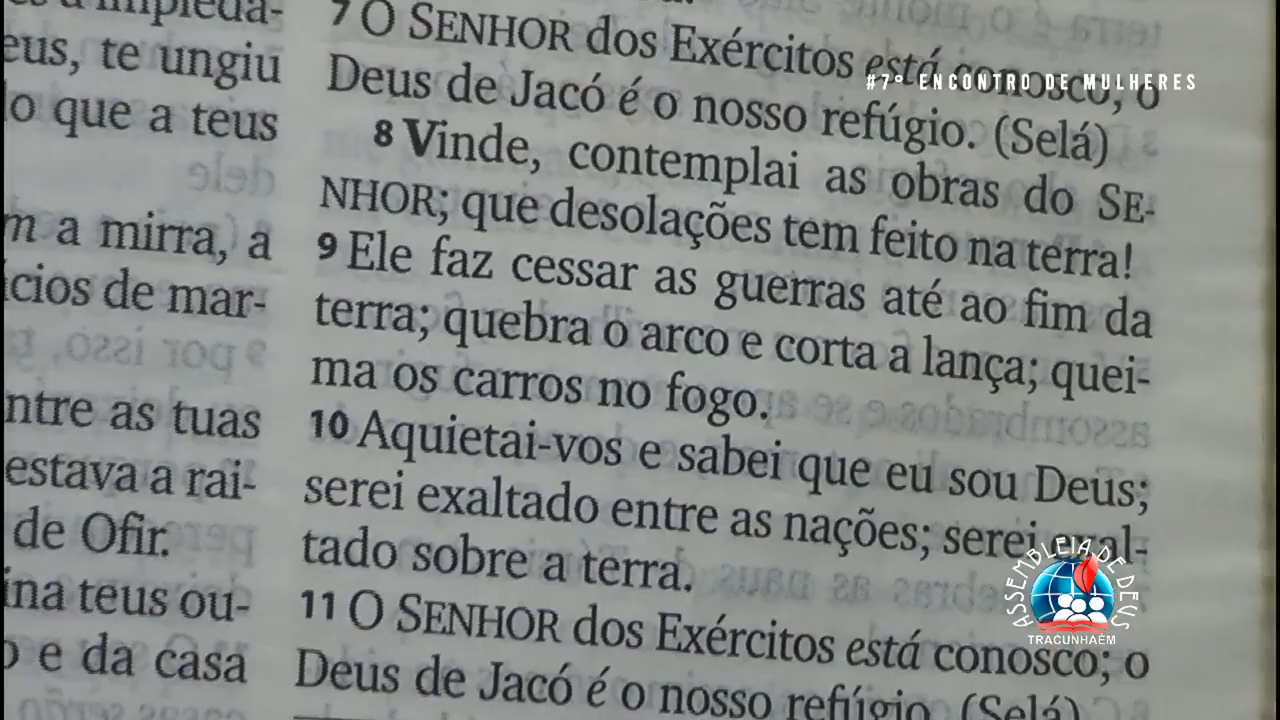 eus, te ungiu
lo que a teus
m a mirra, a
cios de mar-
ntre as tuas
estava a rai-
de Ofir.
ina teus ou-
o e da casa
7 O SENHOR dos Exércitos está conosco; o
Deus de Jacó é o nosso refúgio. (Selá)
8 Vinde, contemplai as obras do SE-
NHOR; que desolações tem feito na terra!
9 Ele faz cessar as guerras até ao fim da
terra; quebra o arco e corta a lança; quei-
ma os carros no fogo.
10 Aquietai-vos e sabei que eu sou Deus;
serei exaltado entre as nações; serei exal-
tado sobre a terra.
11 O SENHOR dos Exércitos está conosco; o
Deus de Jacó é o nosso refúgio. (Selá)
#7º ENCONTRO DE MULHERES
ASSEMBLEIA DE DEUS
TRACUNHAÉM